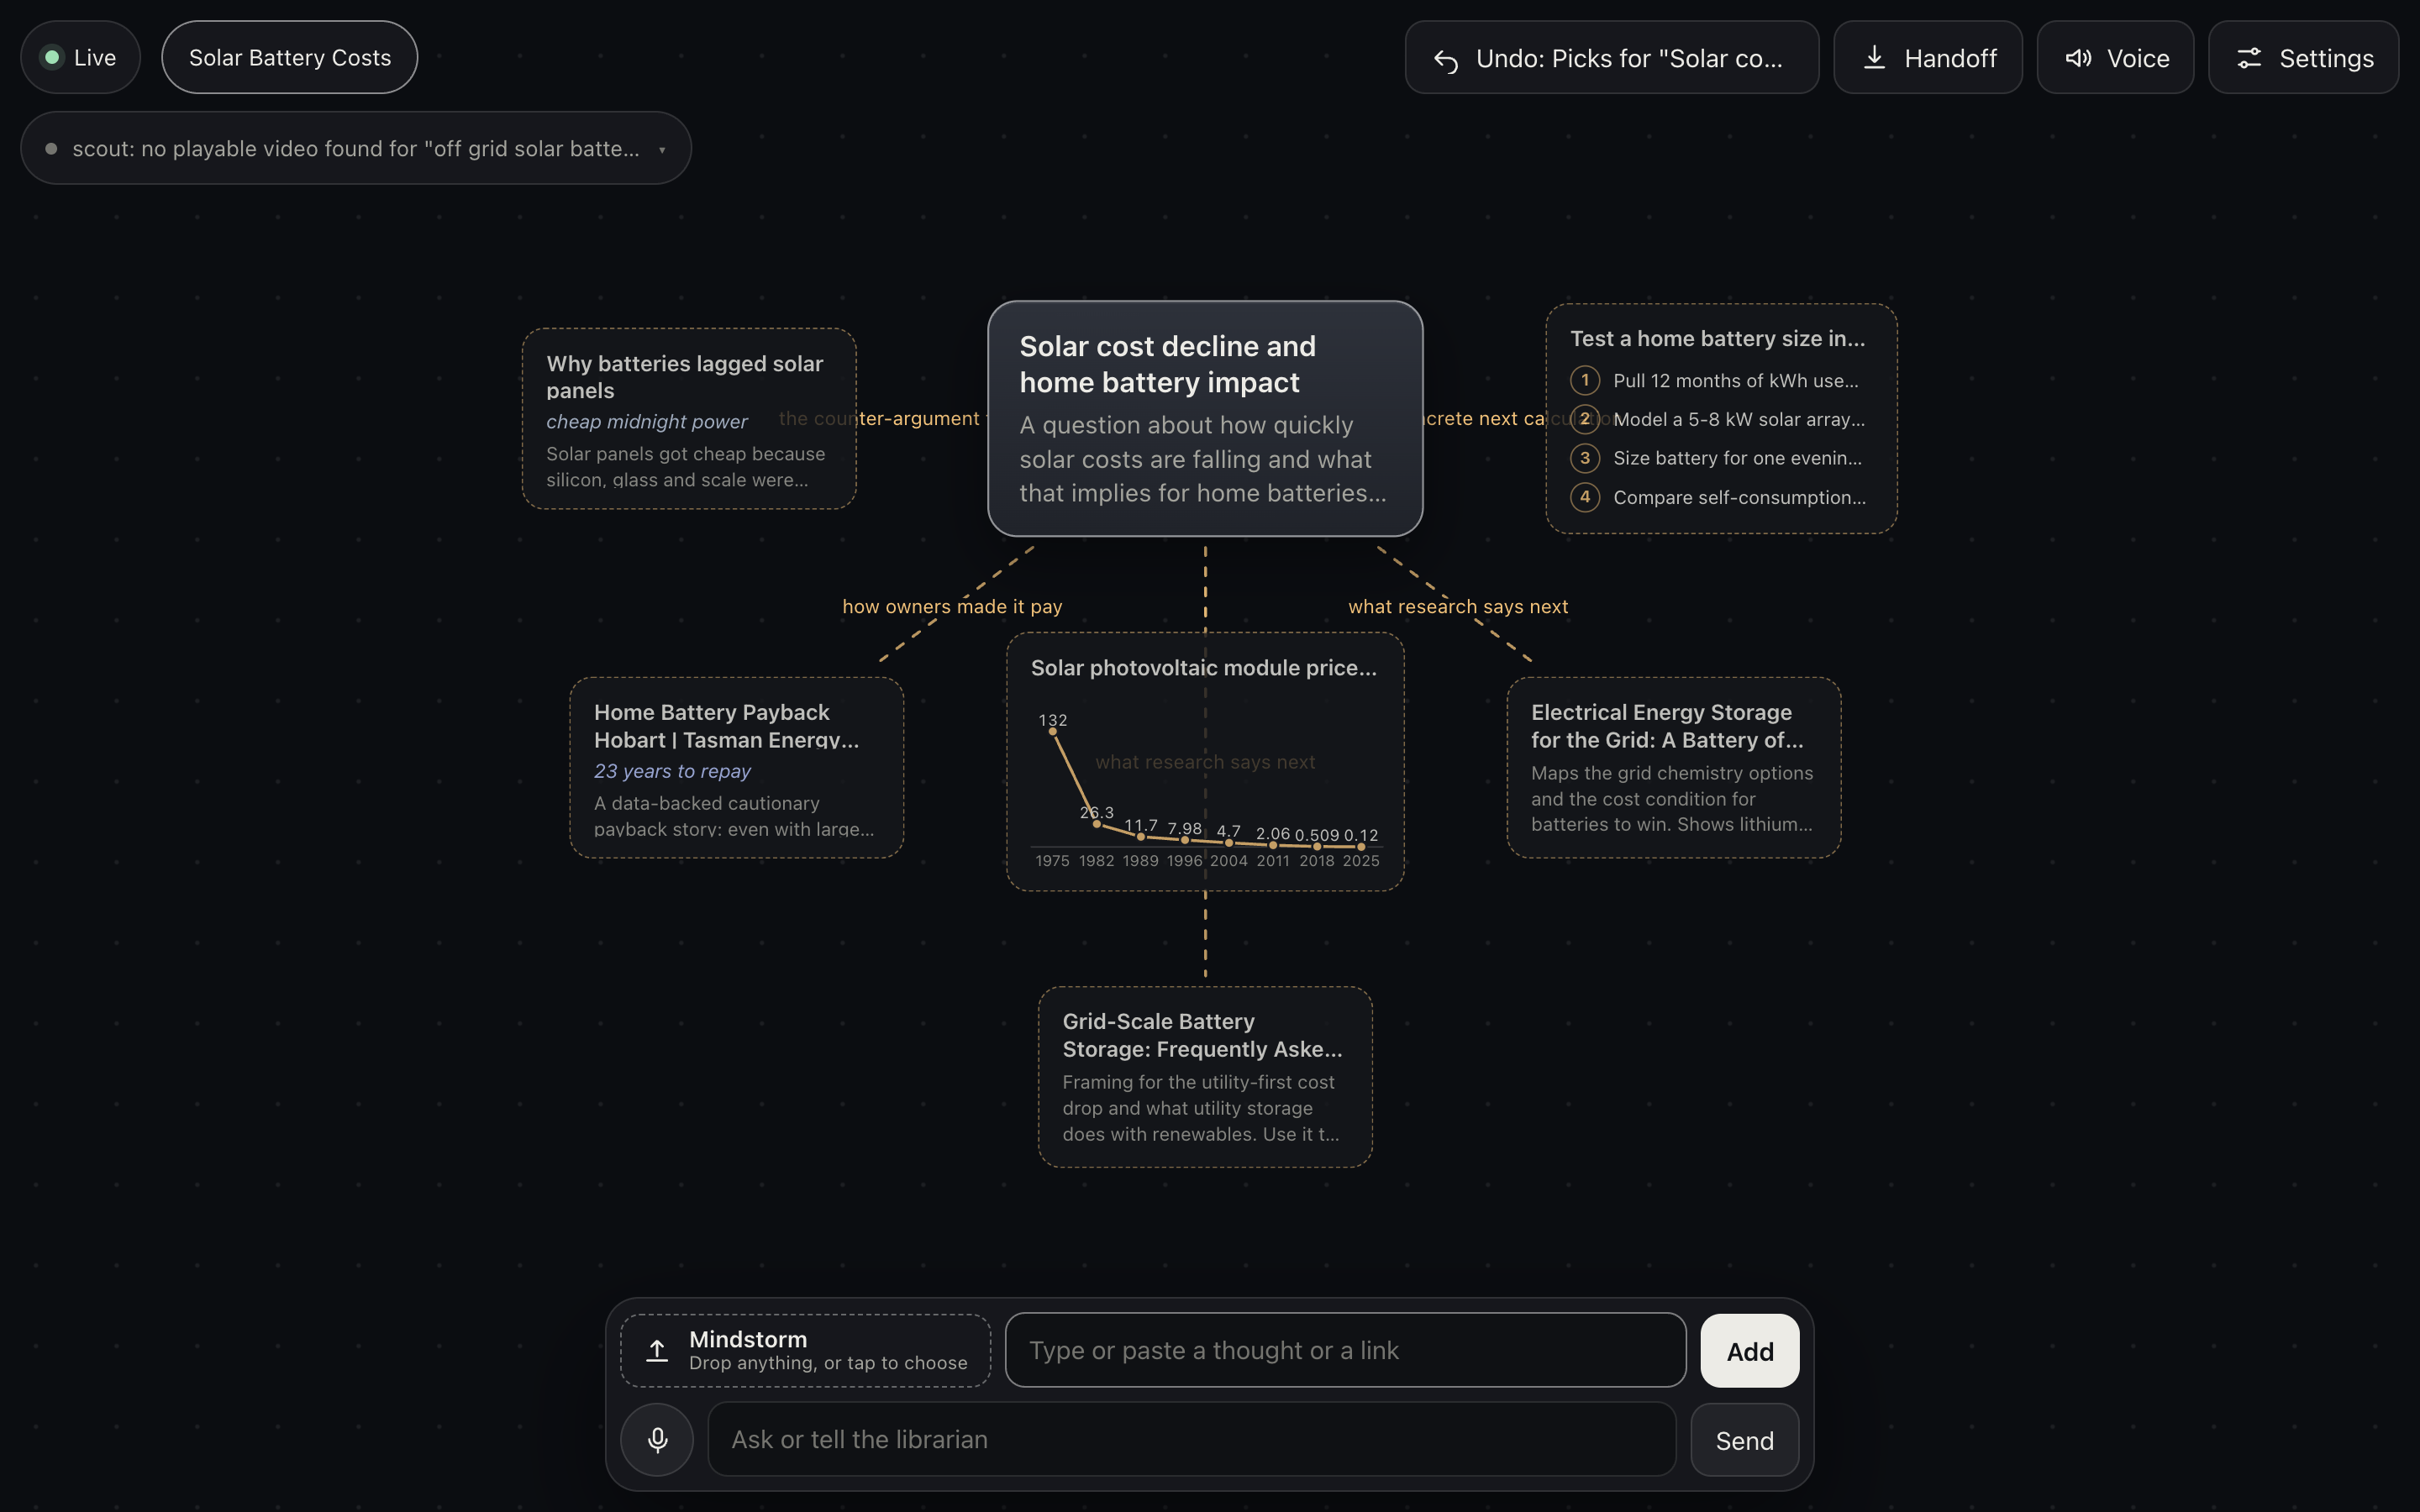 Live
Solar Battery Costs
Undo: Picks for "Solar co...
Handoff
Voice
Settings
scout: no playable video found for "off grid solar batte...
Why batteries lagged solar
panels
cheap midnight power
Solar panels got cheap because
silicon, glass and scale were...
the counter-argument
Solar cost decline and
home battery impact
A question about how quickly
solar costs are falling and what
that implies for home batteries...
next calculation
Test a home battery size in...
1 Pull 12 months of kWh use...
2 Model a 5-8 kW solar array...
3 Size battery for one evenin...
4 Compare self-consumption...
how owners made it pay
what research says next
Home Battery Payback
Hobart | Tasman Energy...
23 years to repay
A data-backed cautionary
payback story: even with large...
Solar photovoltaic module price...
132
what research says next
26.3 11.7 7.98 4.7 2.06 0.509 0.12
1975 1982 1989 1996 2004 2011 2018 2025
Electrical Energy Storage
for the Grid: A Battery of...
Maps the grid chemistry options
and the cost condition for
batteries to win. Shows lithium...
Grid-Scale Battery
Storage: Frequently Aske...
Framing for the utility-first cost
drop and what utility storage
does with renewables. Use it t...
Mindstorm
Drop anything, or tap to choose
Type or paste a thought or a link
Add
Ask or tell the librarian
Send